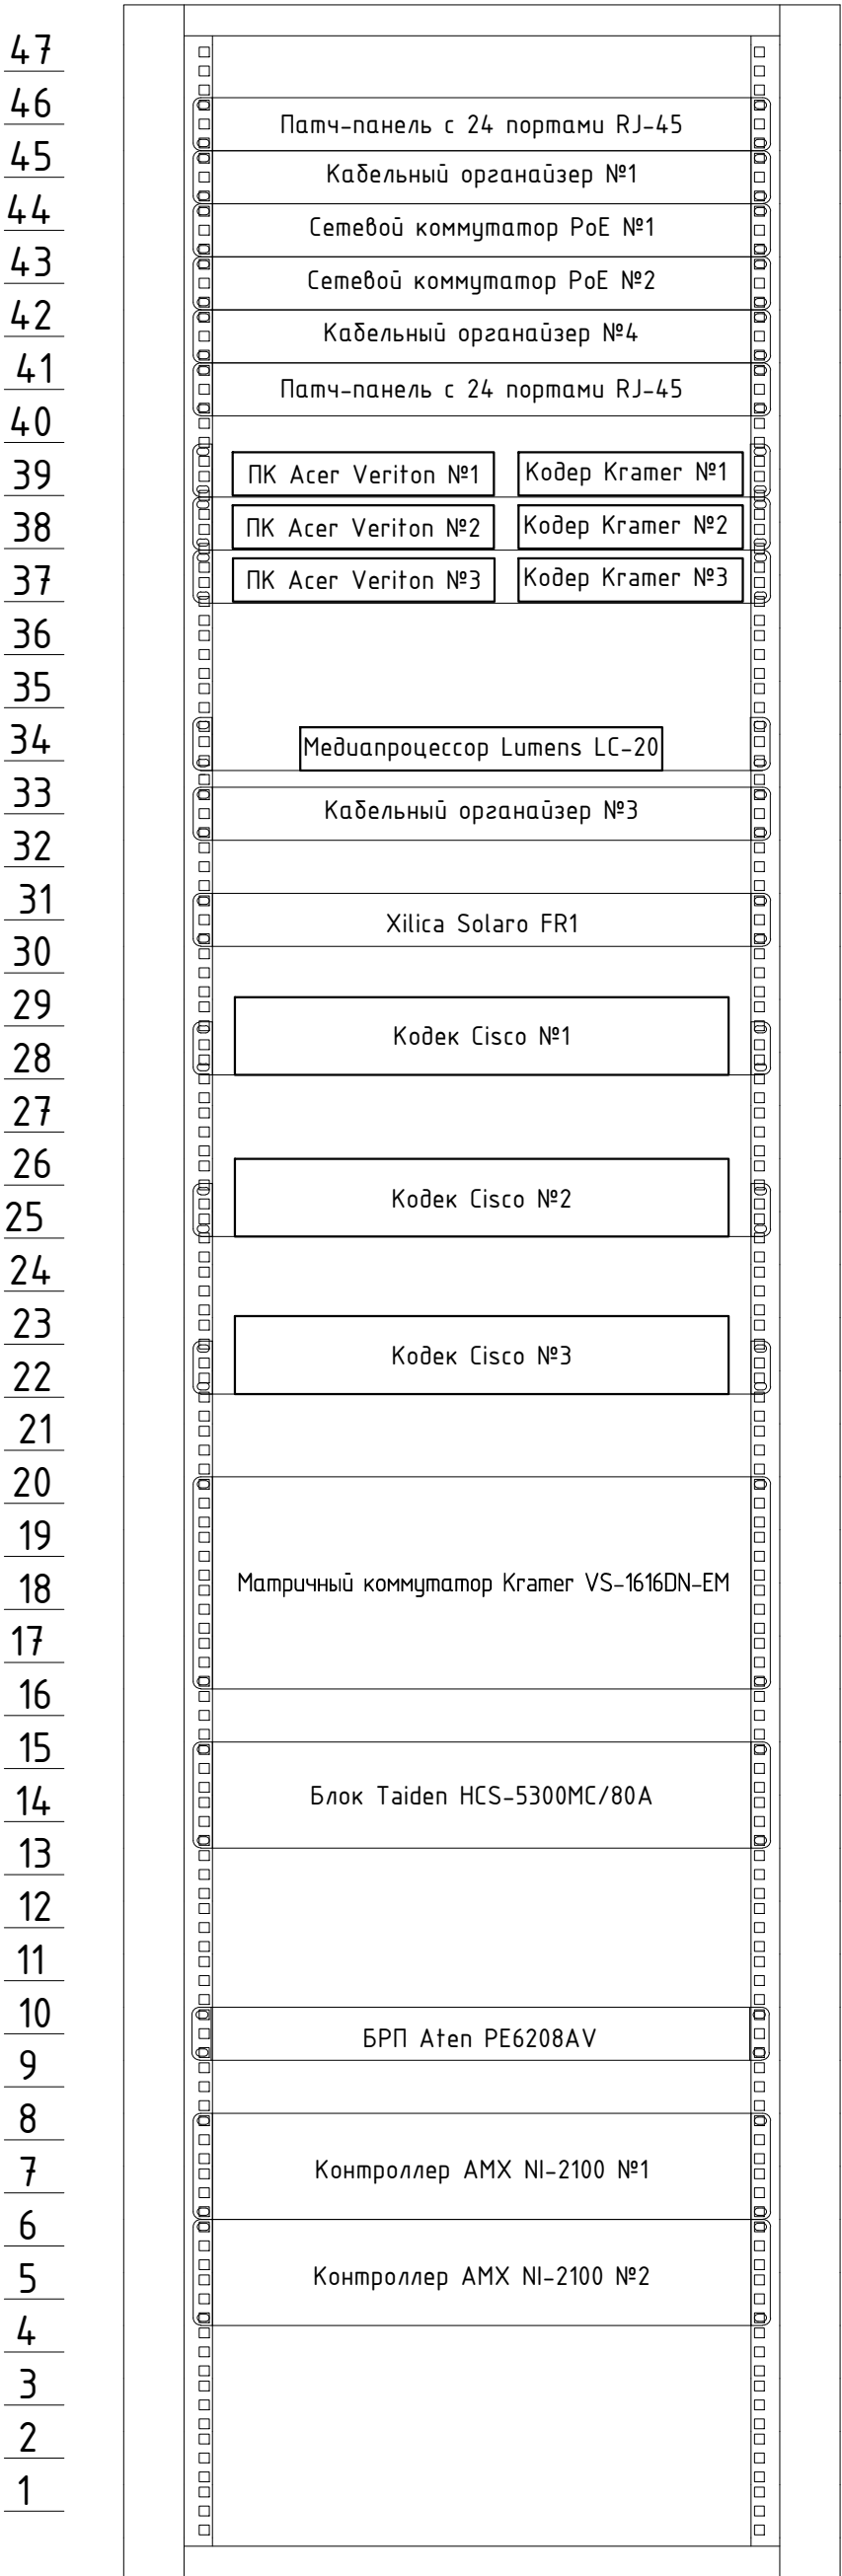 47
46
Патч-панель с 24 портами RJ-45
45
Кабельный органайзер №1
44
Сетевой коммутатор PoE №1
43
Сетевой коммутатор PoE №2
42
Кабельный органайзер №4
41
Патч-панель с 24 портами RJ-45
40
39
ПК Acer Veriton №1
Кодер Kramer №1
38
ПК Acer Veriton №2
Кодер Kramer №2
37
ПК Acer Veriton №3
Кодер Kramer №3
36
35
34
Медиапроцессор Lumens LC-20
33
Кабельный органайзер №3
32
31
Xilica Solaro FR1
30
29
Кодек Cisco №1
28
27
26
Кодек Cisco №2
25
24
23
Кодек Cisco №3
22
21
20
19
Матричный коммутатор Kramer VS-1616DN-EM
18
17
16
15
Блок Taiden HCS-5300MC/80A
14
13
12
11
10
БРП Aten PE6208AV
9
8
7
Контроллер AMX NI-2100 №1
6
5
Контроллер AMX NI-2100 №2
4
3
2
1